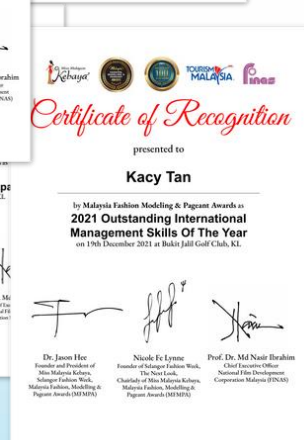 Miss Malaysia
Kebaya
100
TOURISM
MALAYSIA
Finas
Certificate of Recognition
presented to
Kacy Tan
by Malaysia Fashion Modeling & Pageant Awards as
2021 Outstanding International
Management Skills Of The Year
on 19th December 2021 at Bukit Jalil Golf Club, KL
Dr. Jason Hee
Founder and President of
Miss Malaysia Kebaya,
Selangor Fashion Week,
Malaysia Fashion, Modelling &
Pageant Awards (MFMPA)
Nicole Fe Lynne
Founder of Selangor Fashion Week,
The Next Look,
Chairlady of Miss Malaysia Kebaya,
Malaysia Fashion, Modelling &
Pageant Awards (MFMPA)
Prof. Dr. Md Nasir Ibrahim
Chief Executive Officer
National Film Development
Corporation Malaysia (FINAS)